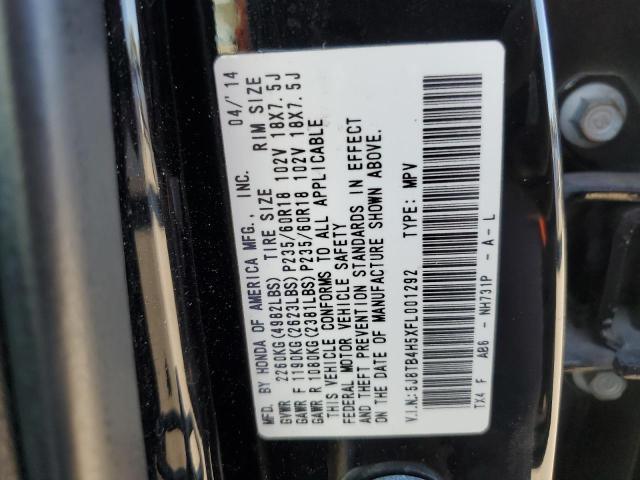 MFD. BY HONDA OF AMERICA MFG., INC. 04/'14
GVWR 2260KG(4982LBS) TIRE SIZE RIM SIZE
GAWR F 1190KG(2623LBS) P235/60R18 102V 18X7.5J
GAWR R 1080KG(2381LBS) P235/60R18 102V 18X7.5J
THIS VEHICLE CONFORMS TO ALL APPLICABLE
FEDERAL MOTOR VEHICLE SAFETY
AND THEFT PREVENTION STANDARDS IN EFFECT
ON THE DATE OF MANUFACTURE SHOWN ABOVE.
V.I.N.: 5J8TB4H5XFL001292 TYPE: MPV
TX4 F AB6 - NH731P - A - L